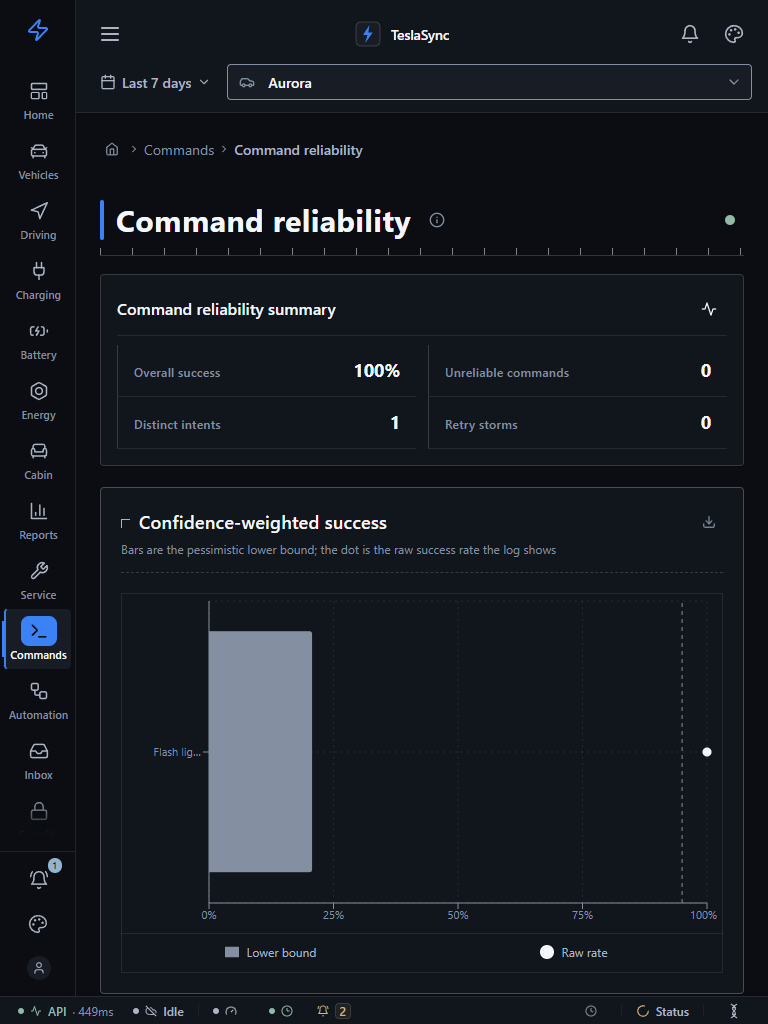 TeslaSync
Last 7 days
Aurora
Home
Vehicles
Driving
Charging
Battery
Energy
Cabin
Reports
Service
Commands
Automation
Inbox
1
Commands
Command reliability
Command reliability
Command reliability summary
Overall success
100%
Unreliable commands
0
Distinct intents
1
Retry storms
0
Confidence-weighted success
Bars are the pessimistic lower bound; the dot is the raw success rate the log shows
Flash lig...
0%
25%
50%
75%
100%
Lower bound
Raw rate
API · 449ms
Idle
2
Status